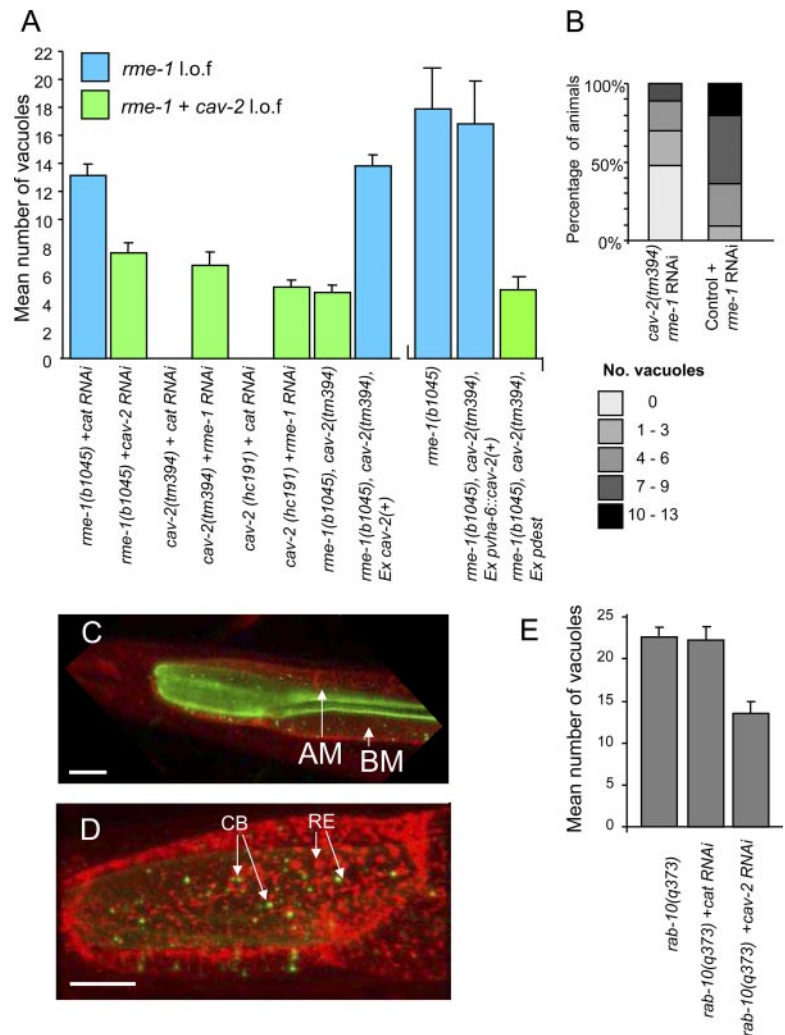 A
22
20
18
16
14
12
10
8
6
4
2
0
Mean number of vacuoles
rme-1 l.o.f
rme-1 + cav-2 l.o.f
rme-1(b1045) +cat RNAi
rme-1(b1045) +cav-2 RNAi
cav-2(tm394) + cat RNAi
cav-2(tm394) +rme-1 RNAi
cav-2 (hc191) + cat RNAi
cav-2 (hc191) +rme-1 RNAi
rme-1(b1045), cav-2(tm394)
rme-1(b1045), cav-2(tm394),
Ex cav-2(+)
rme-1(b1045)
rme-1(b1045), cav-2(tm394),
Ex pvha-6::cav-2(+)
rme-1(b1045), cav-2(tm394),
Ex pdest
B
100%
50%
0%
Percentage of animals
cav-2(tm394)
rme-1 RNAi
Control +
rme-1 RNAi
No. vacuoles
0
1 - 3
4 - 6
7 - 9
10 - 13
C
AM
BM
D
CB
RE
E
25
20
15
10
5
0
Mean number of vacuoles
rab-10(q373)
rab-10(q373) +cat RNAi
rab-10(q373) +cav-2 RNAi